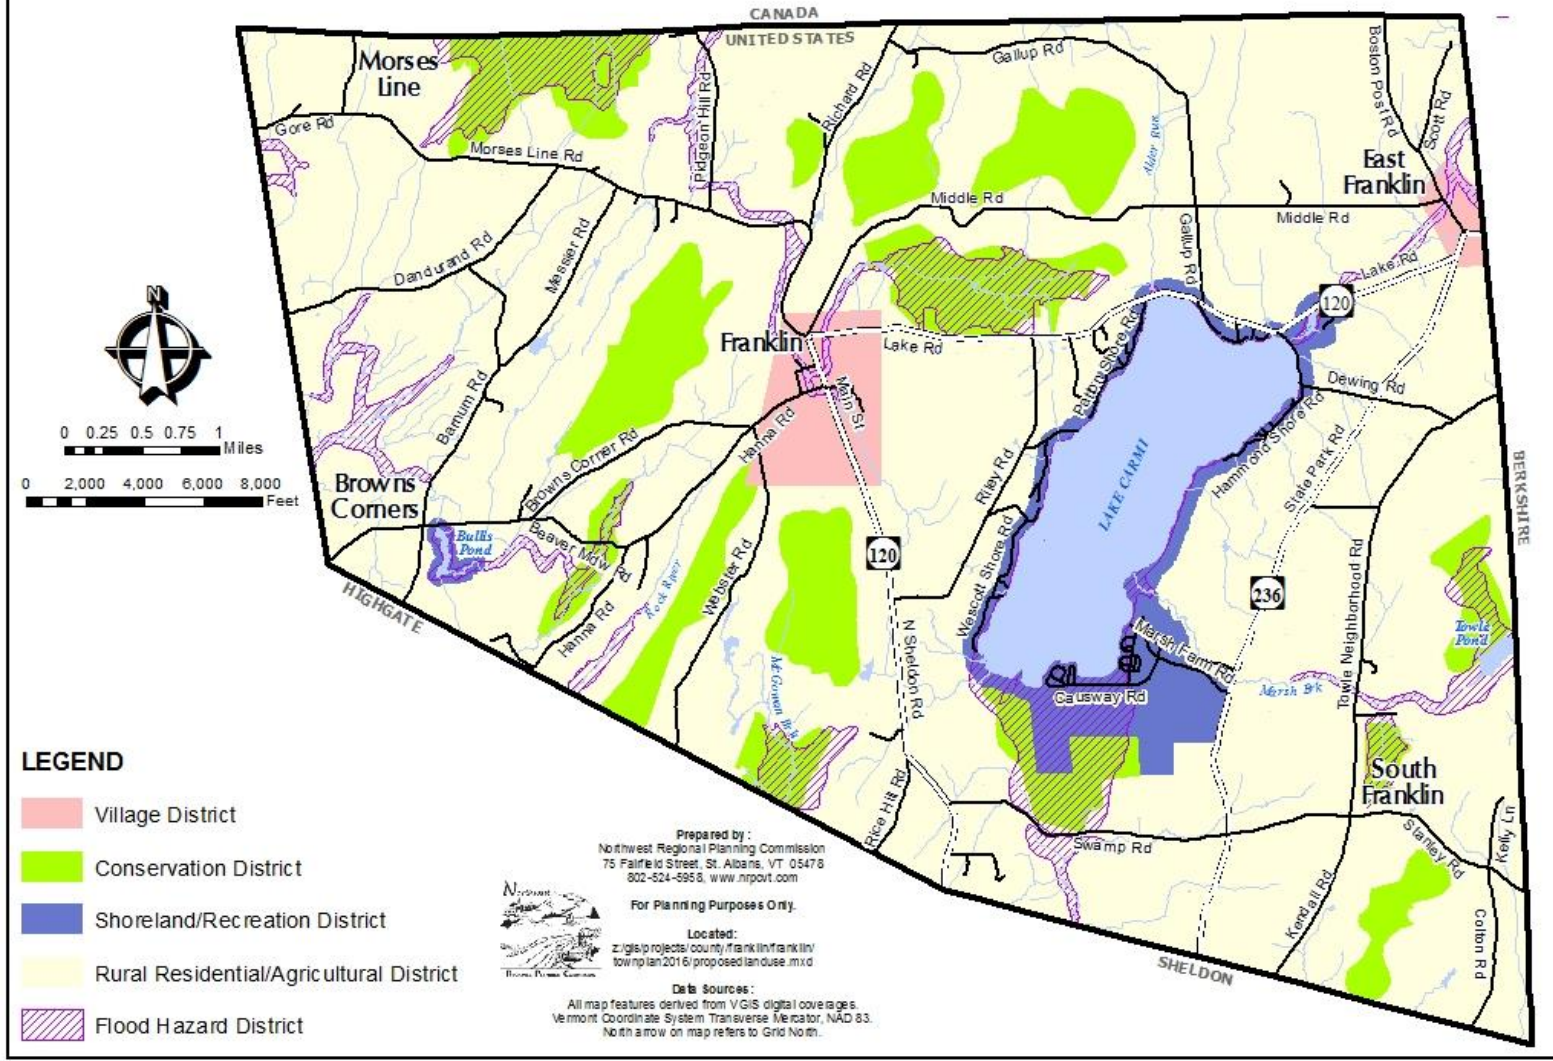 CANADA
UNITED STATES
Morses
Line
Gore Rd
Morses Line Rd
Pidgeon Hill Rd
Richard Rd
Gallup Rd
Alder Run
Boston Post Rd
Scott Rd
East
Franklin
Middle Rd
Middle Rd
Gallup Rd
Lake Rd
120
Dandurand Rd
Messier Rd
N
Franklin
Lake Rd
Patton Shore Rd
Dewing Rd
Main St
Hanna Rd
Barnum Rd
Browns Corner Rd
0 0.25 0.5 0.75 1
Miles
0 2,000 4,000 6,000 8,000
Feet
Browns
Corners
Bullis
Pond
Beaver Mdw Rd
Hanna Rd
Rock River
Webster Rd
120
Riley Rd
LAKE CARMI
Hammond Shore Rd
State Park Rd
BERKSHIRE
HIGHGATE
Wescott Shore Rd
236
Towle Neighborhood Rd
Towle
Pond
N Sheldon Rd
McGowan Brk
Marsh Farm Rd
Causway Rd
Marsh Brk
South
Franklin
Rice Hill Rd
Swamp Rd
Stanley Rd
Kelly Ln
Kendall Rd
Colton Rd
SHELDON
LEGEND
Village District
Conservation District
Shoreland/Recreation District
Rural Residential/Agricultural District
Flood Hazard District
Prepared by :
Northwest Regional Planning Commission
75 Fairfield Street, St. Albans, VT 05478
802-524-5958, www.nrpcvt.com
For Planning Purposes Only.
Located:
z:/gis/projects/county/franklin/franklin/
townplan2016/proposedlanduse.mxd
Data Sources:
All map features derived from VGIS digital coverages.
Vermont Coordinate System Transverse Mercator, NAD 83.
North arrow on map refers to Grid North.